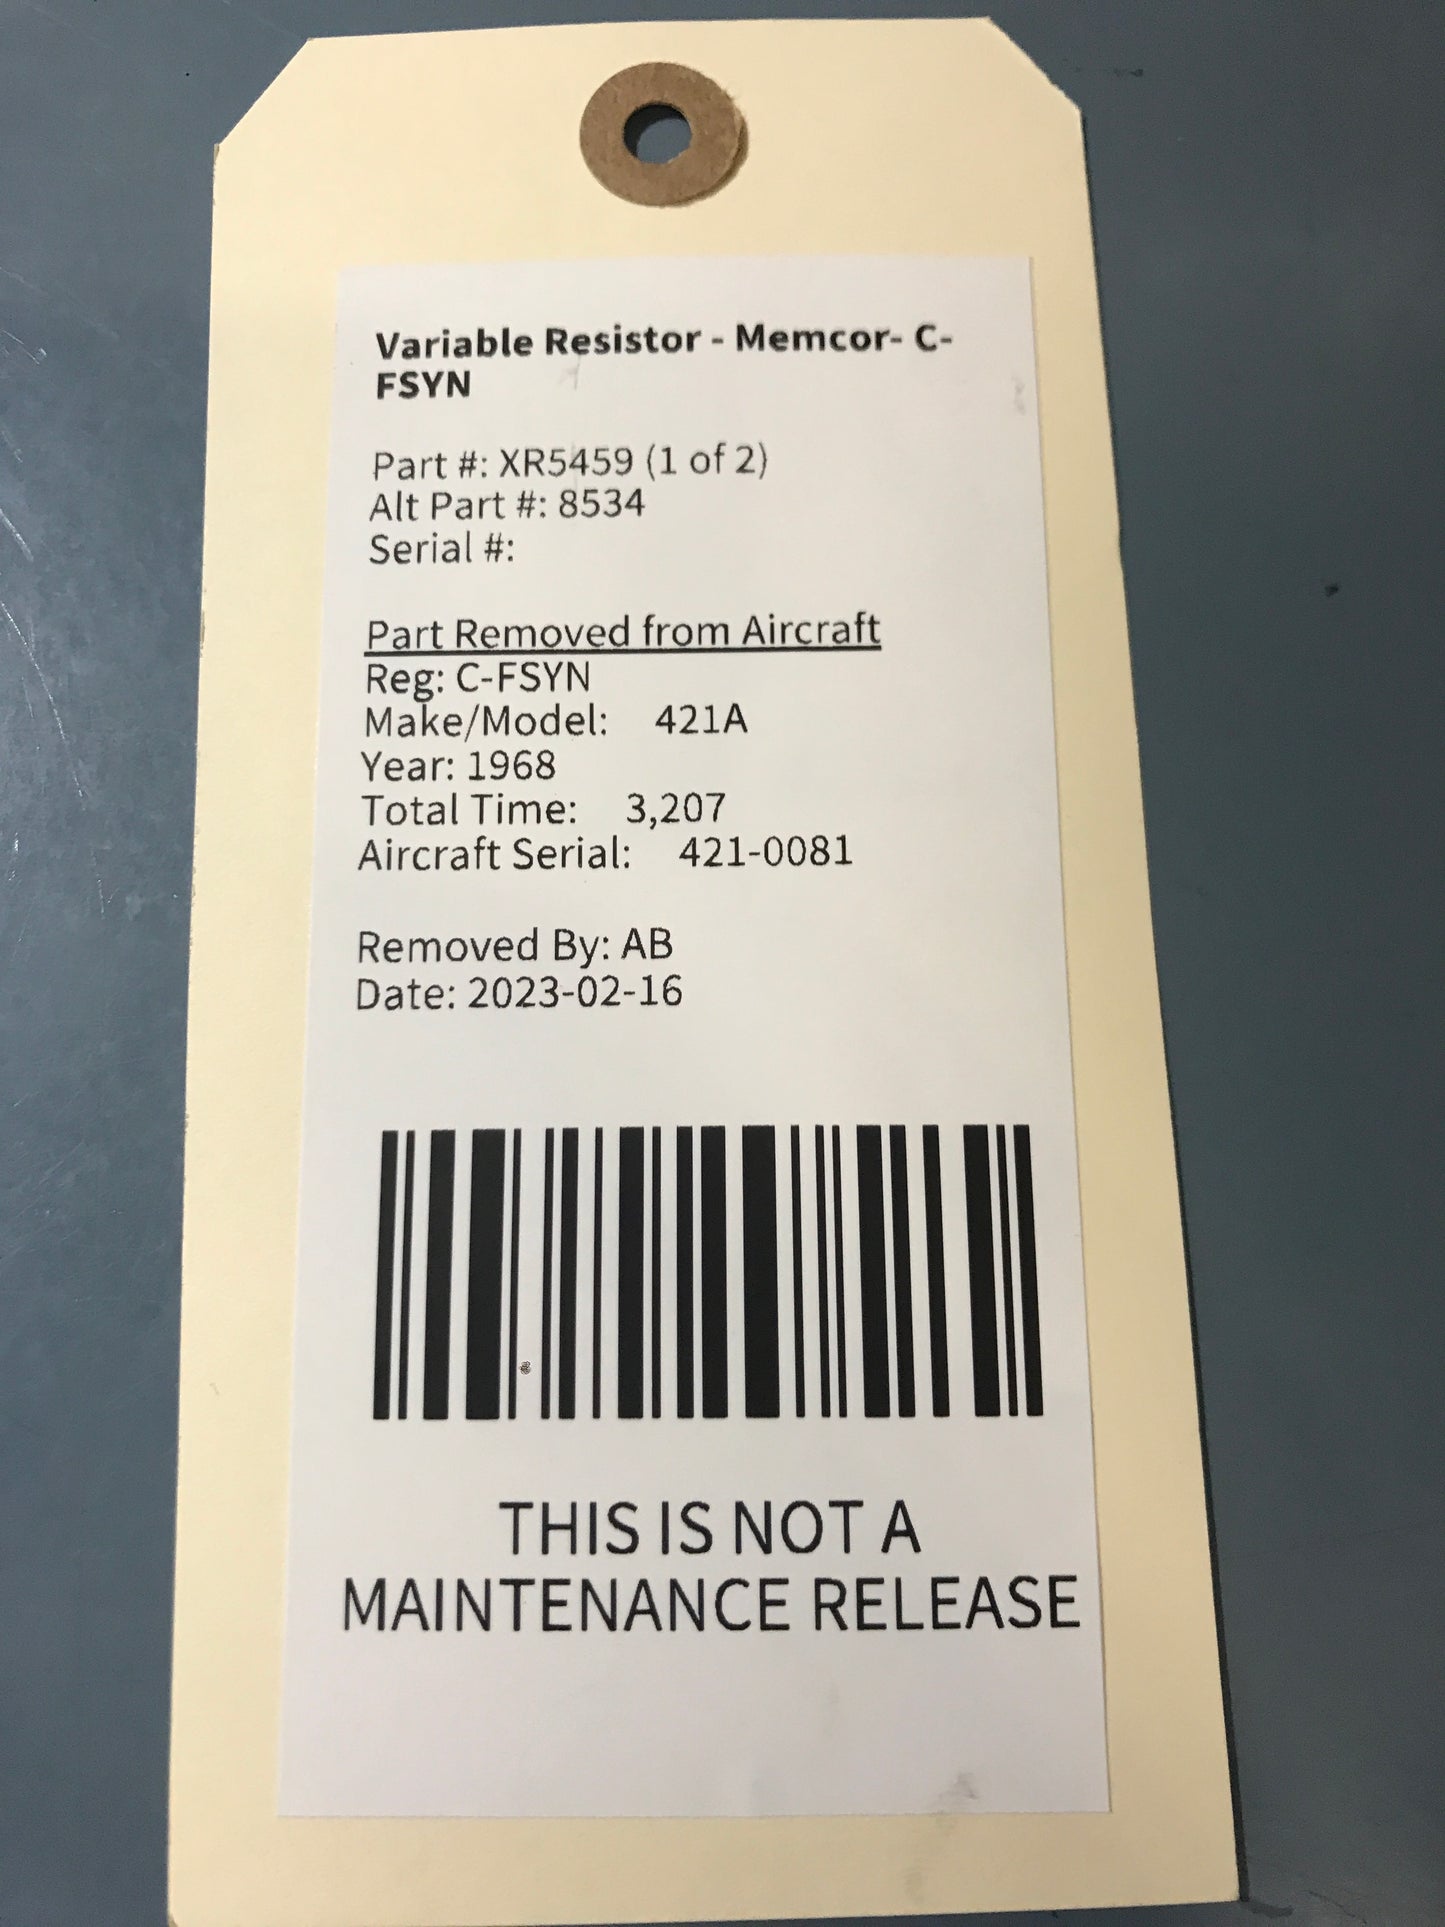 Variable Resistor - Memcor- C-
FSYN
Part #: XR5459 (1 of 2)
Alt Part #: 8534
Serial #:
Part Removed from Aircraft
Reg: C-FSYN
Make/Model: 421A
Year: 1968
Total Time: 3,207
Aircraft Serial: 421-0081
Removed By: AB
Date: 2023-02-16
THIS IS NOT A
MAINTENANCE RELEASE